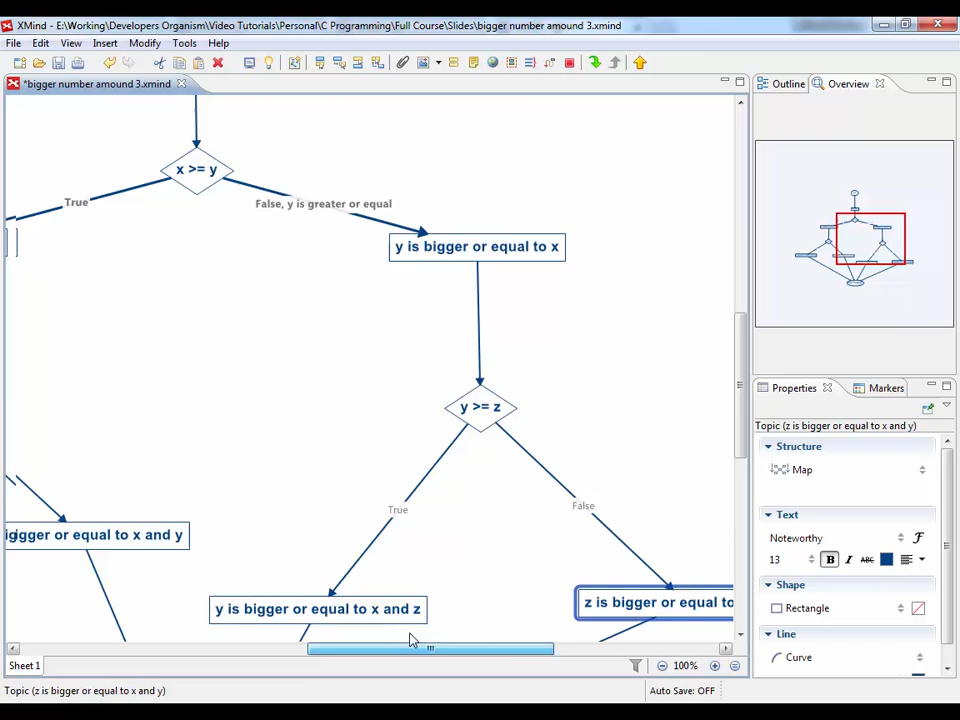 XMind - E:\Working\Developers Organism\Video Tutorials\Personal\C Programming\Full Course\Slides\bigger number amound 3.xmind
File Edit View Insert Modify Tools Help
*bigger number amound 3.xmind
Outline Overview
x >= y
True
False, y is greater or equal
y is bigger or equal to x
y >= z
True
False
igger or equal to x and y
y is bigger or equal to x and z
z is bigger or equal to
Properties Markers
Topic (z is bigger or equal to x and y)
Structure
Map
Text
Noteworthy
13 B I ABC
Shape
Rectangle
Line
Curve
Sheet 1
100%
Topic (z is bigger or equal to x and y)
Auto Save: OFF